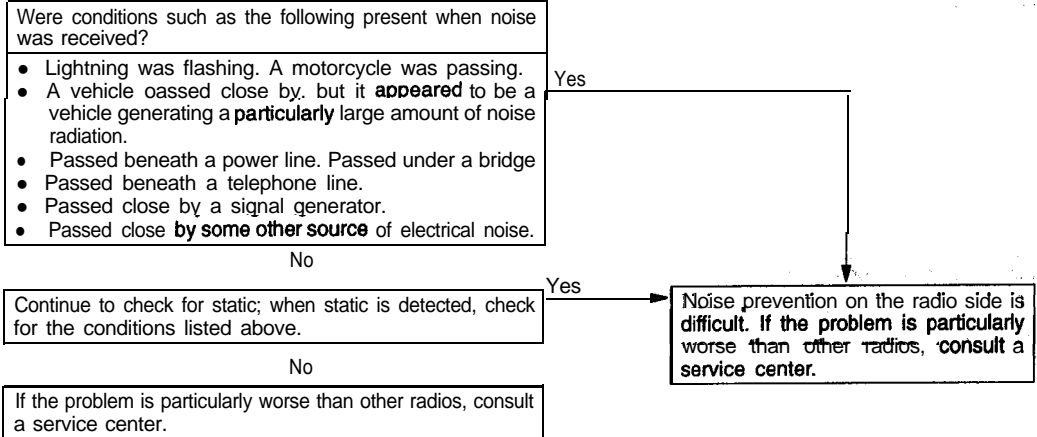 Were conditions such as the following present when noise
was received?
● Lightning was flashing. A motorcycle was passing.
● A vehicle oassed close by. but it appeared to be a
vehicle generating a particularly large amount of noise
radiation.
● Passed beneath a power line. Passed under a bridge
● Passed beneath a telephone line.
● Passed close by a signal generator.
● Passed close by some other source of electrical noise.
Yes
No
Continue to check for static; when static is detected, check
for the conditions listed above.
Yes
Noise prevention on the radio side is
difficult. If the problem is particularly
worse than other radios, consult a
service center.
No
If the problem is particularly worse than other radios, consult
a service center.